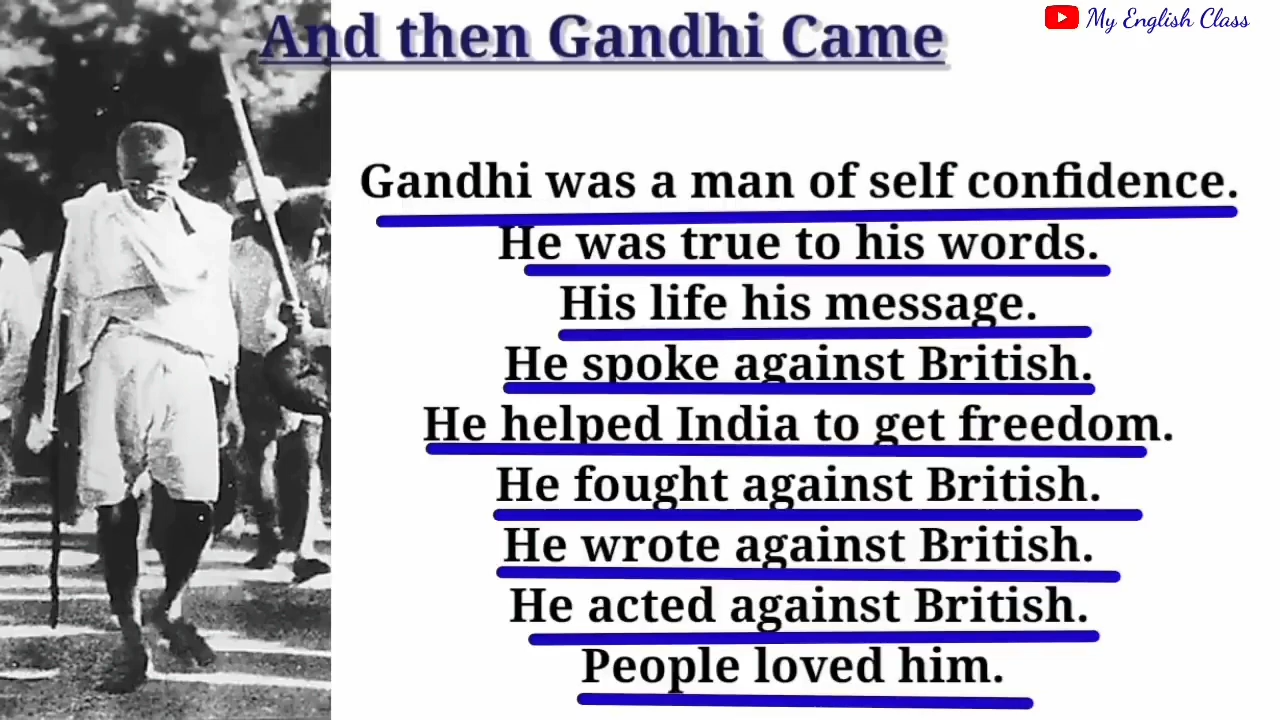 And then Gandhi Came
My English Class
Gandhi was a man of self confidence.
He was true to his words.
His life his message.
He spoke against British.
He helped India to get freedom.
He fought against British.
He wrote against British.
He acted against British.
People loved him.